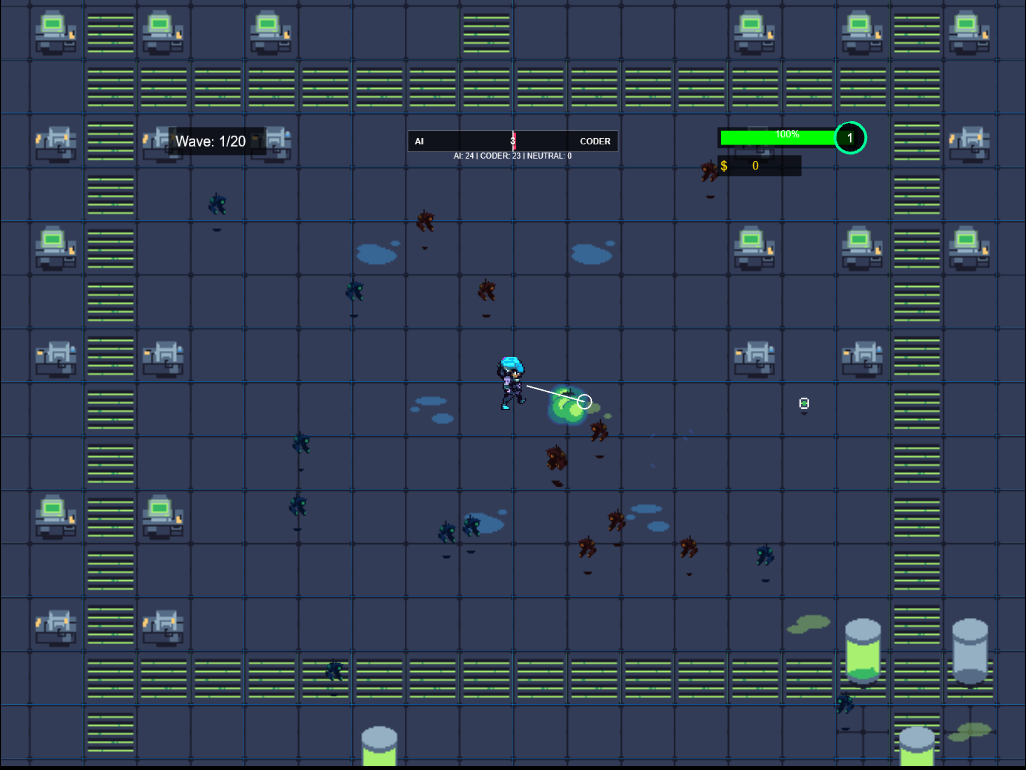 Wave: 1/20
AI
CODER
AI: 24 | CODER: 23 | NEUTRAL: 0
100%
1
$ 0